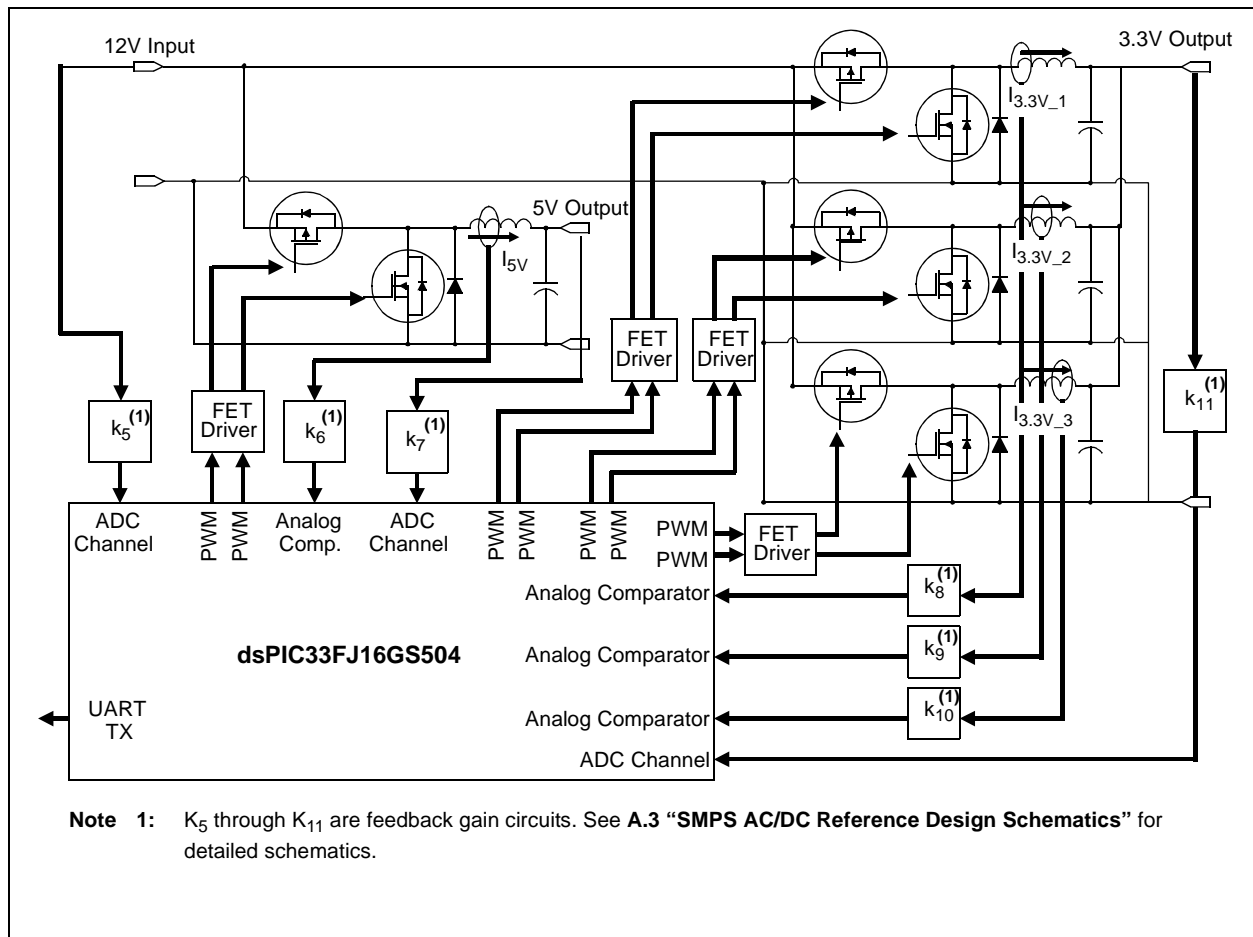 12V Input
3.3V Output
I3.3V_1
5V Output
I5V
I3.3V_2
FET
Driver
FET
Driver
I3.3V_3
k5(1)
FET
Driver
k6(1)
k7(1)
k11(1)
ADC
Channel
PWM
PWM
Analog
Comp.
ADC
Channel
PWM
PWM
PWM
PWM
PWM
PWM
FET
Driver
Analog Comparator
k8(1)
dsPIC33FJ16GS504
Analog Comparator
k9(1)
UART
TX
Analog Comparator
k10(1)
ADC Channel
Note 1: K5 through K11 are feedback gain circuits. See A.3 “SMPS AC/DC Reference Design Schematics” for
detailed schematics.